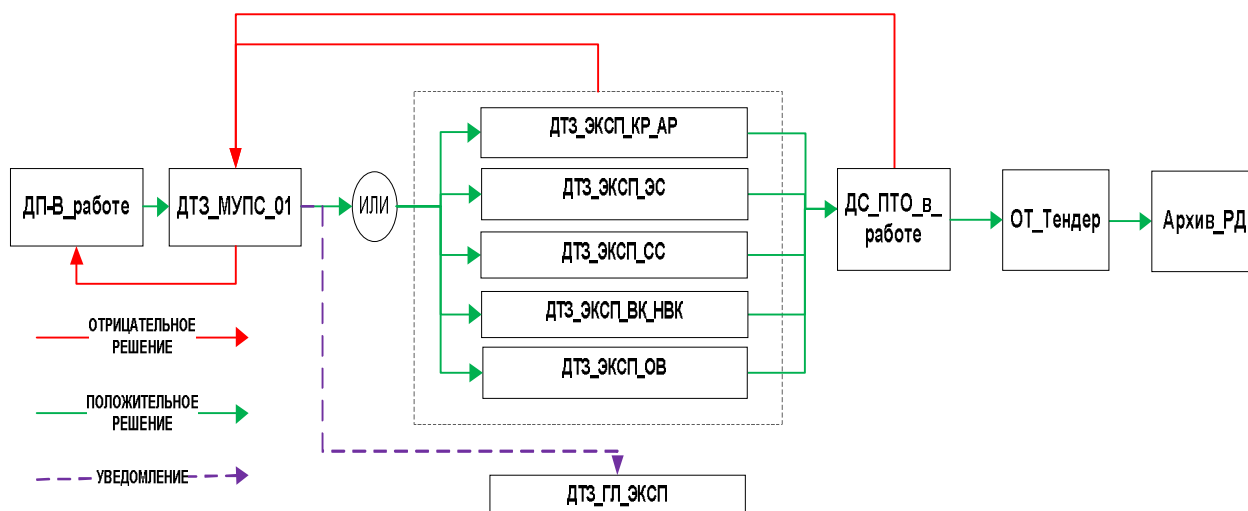 ДП-В_работе
ДТЗ_МУПС_01
ИЛИ
ДТЗ_ЭКСП_КР_АР
ДТЗ_ЭКСП_ЭС
ДТЗ_ЭКСП_СС
ДТЗ_ЭКСП_ВК_НВК
ДТЗ_ЭКСП_ОВ
ДС_ПТО_в_
работе
ОТ_Тендер
Архив_РД
ОТРИЦАТЕЛЬНОЕ
РЕШЕНИЕ
ПОЛОЖИТЕЛЬНОЕ
РЕШЕНИЕ
УВЕДОМЛЕНИЕ
ДТЗ_ГЛ_ЭКСП